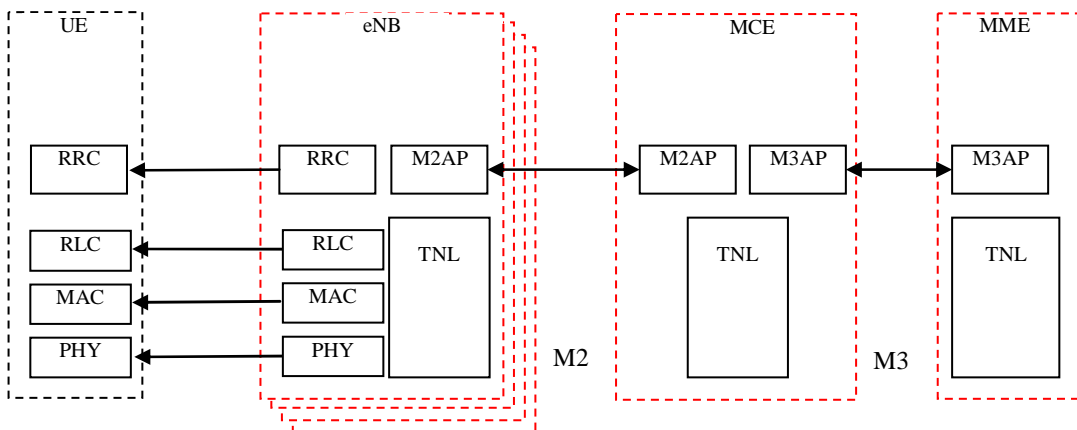 UE
eNB
MCE
MME
RRC
RRC
M2AP
M2AP
M3AP
M3AP
RLC
RLC
TNL
TNL
TNL
MAC
MAC
PHY
PHY
M2
M3